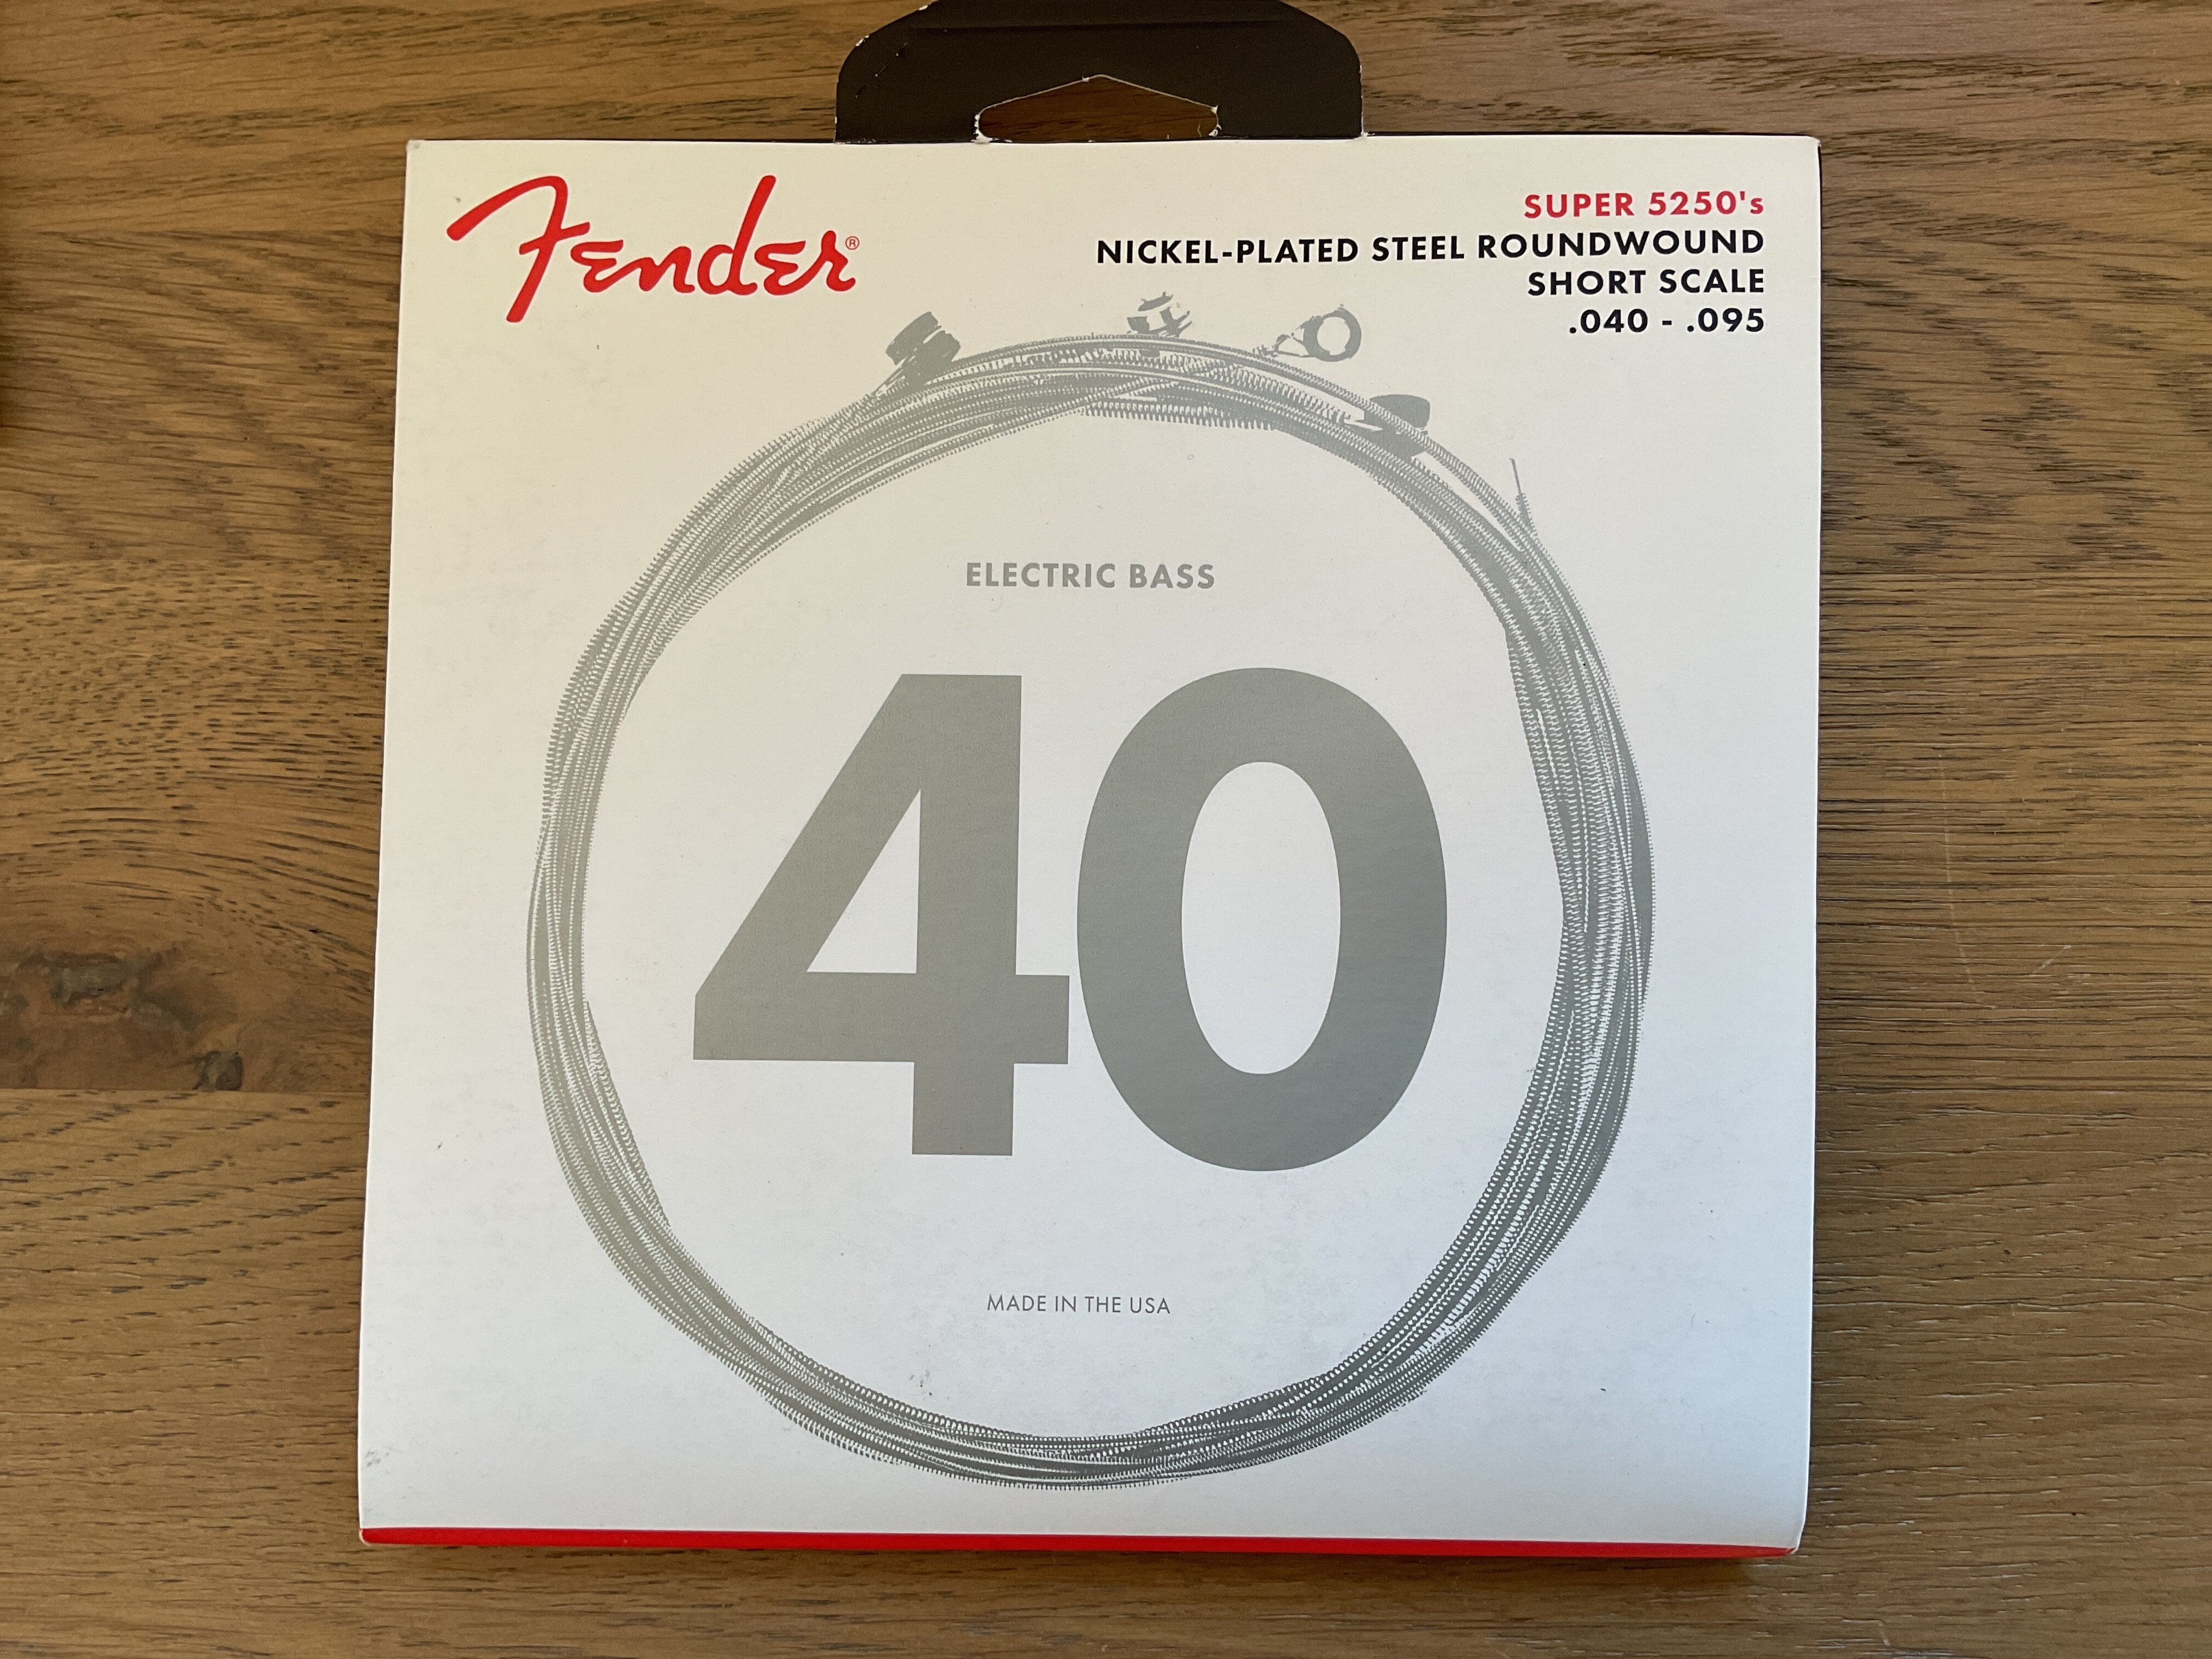 Fender®
SUPER 5250's
NICKEL-PLATED STEEL ROUNDWOUND
SHORT SCALE
.040 - .095
ELECTRIC BASS
40
MADE IN THE USA